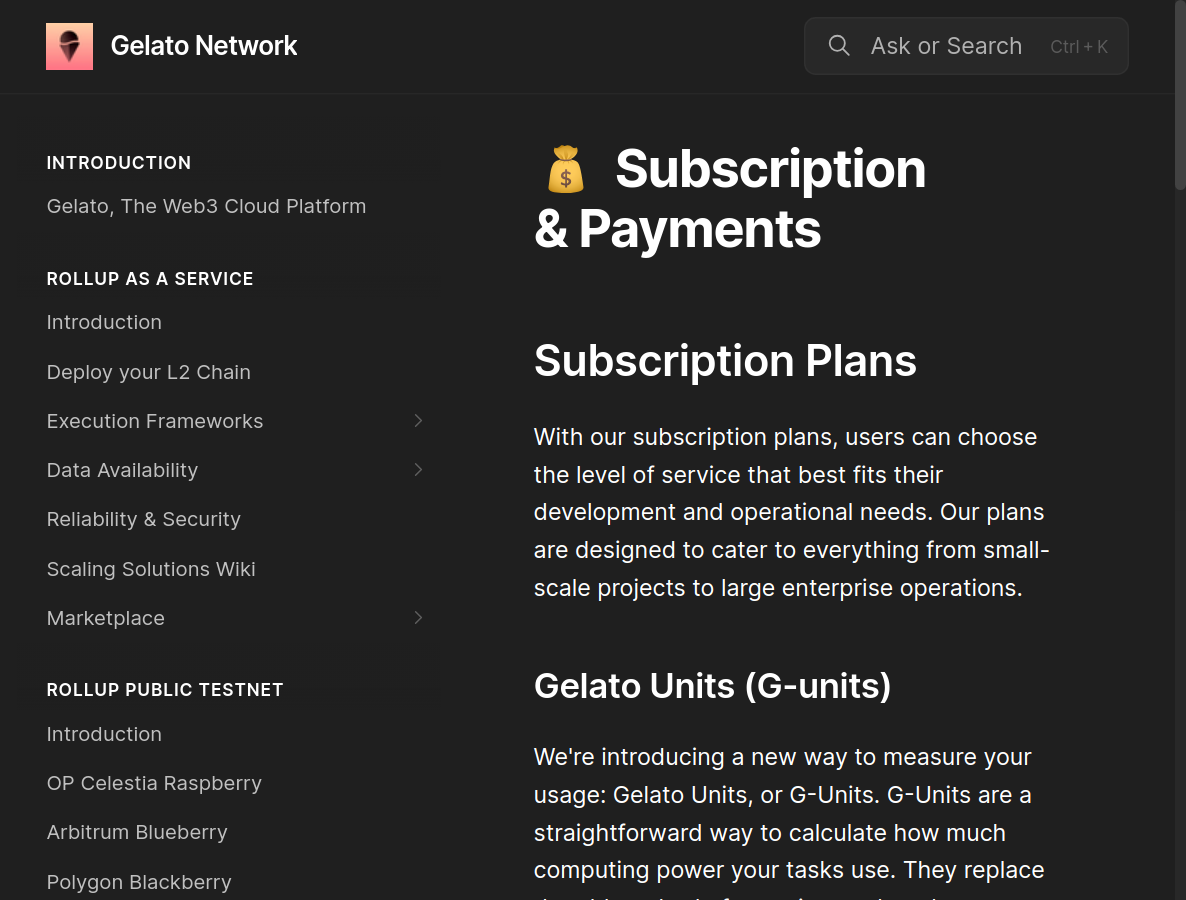 Gelato Network
Ask or Search
Ctrl + K
INTRODUCTION
Gelato, The Web3 Cloud Platform
ROLLUP AS A SERVICE
Introduction
Deploy your L2 Chain
Execution Frameworks
Data Availability
Reliability & Security
Scaling Solutions Wiki
Marketplace
ROLLUP PUBLIC TESTNET
Introduction
OP Celestia Raspberry
Arbitrum Blueberry
Polygon Blackberry
💰 Subscription
& Payments
Subscription Plans
With our subscription plans, users can choose
the level of service that best fits their
development and operational needs. Our plans
are designed to cater to everything from small-
scale projects to large enterprise operations.
Gelato Units (G-units)
We're introducing a new way to measure your
usage: Gelato Units, or G-Units. G-Units are a
straightforward way to calculate how much
computing power your tasks use. They replace